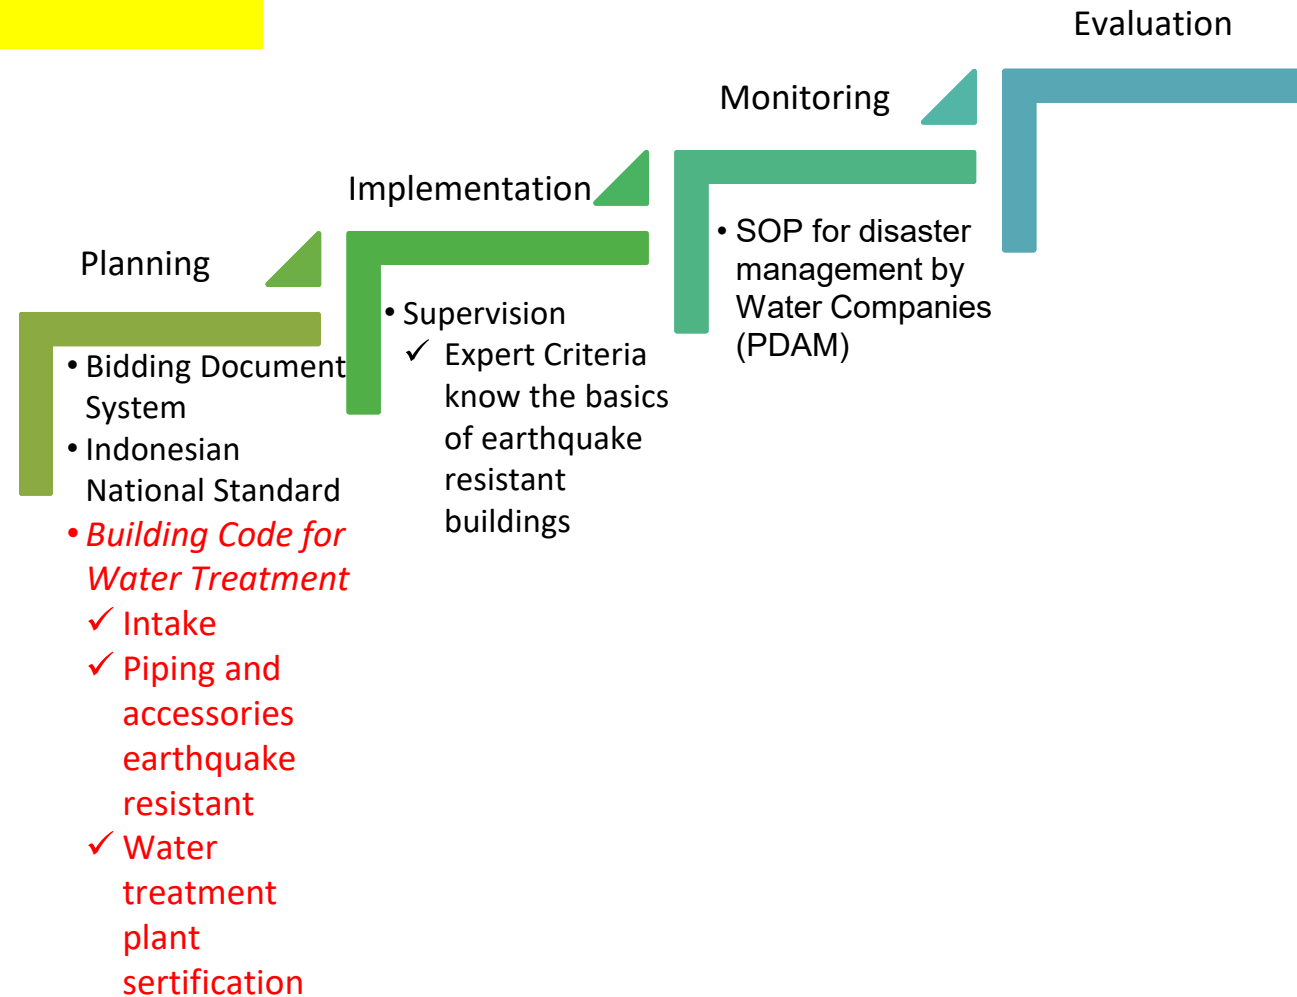 Planning
• Bidding Document
System
• Indonesian
National Standard
• Building Code for
Water Treatment
✓ Intake
✓ Piping and
accessories
earthquake
resistant
✓ Water
treatment
plant
sertification
Implementation
• Supervision
✓ Expert Criteria
know the basics
of earthquake
resistant
buildings
Monitoring
• SOP for disaster
management by
Water Companies
(PDAM)
Evaluation